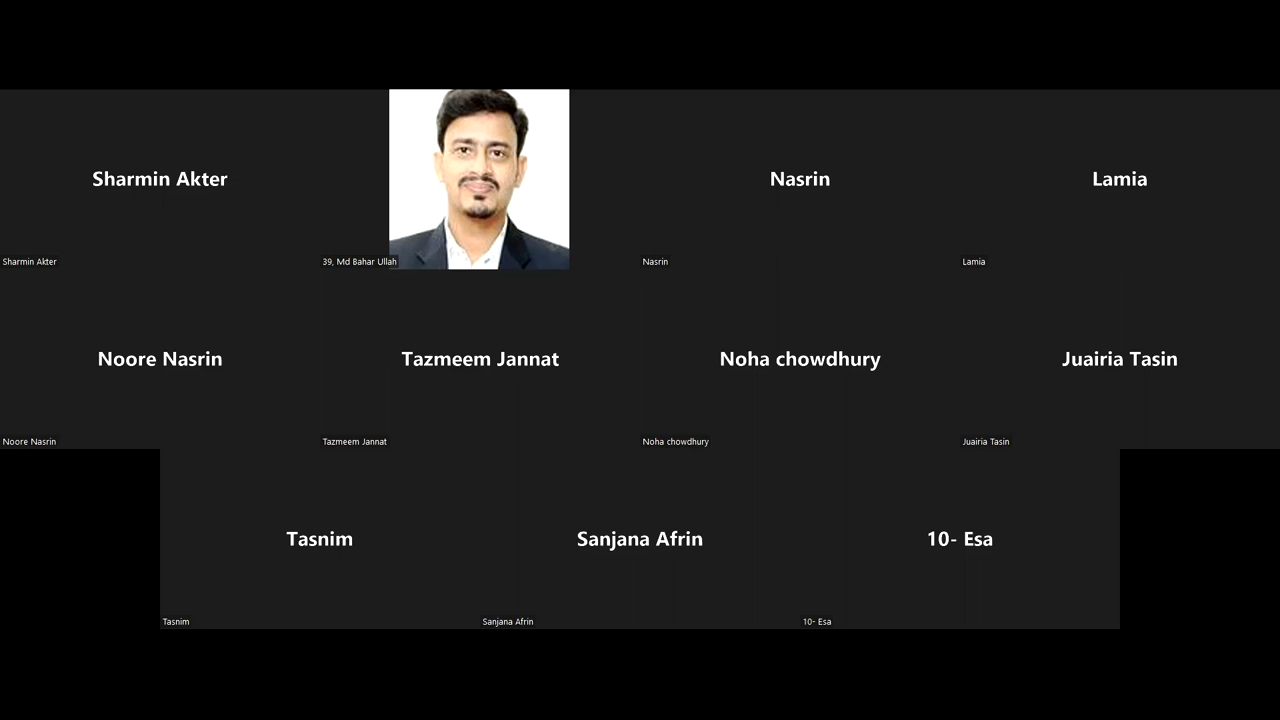 Sharmin Akter
Nasrin
Lamia
Sharmin Akter
39, Md Bahar Ullah
Nasrin
Lamia
Noore Nasrin
Tazmeem Jannat
Noha chowdhury
Juairia Tasin
Noore Nasrin
Tazmeem Jannat
Noha chowdhury
Juairia Tasin
Tasnim
Sanjana Afrin
10- Esa
Tasnim
Sanjana Afrin
10- Esa